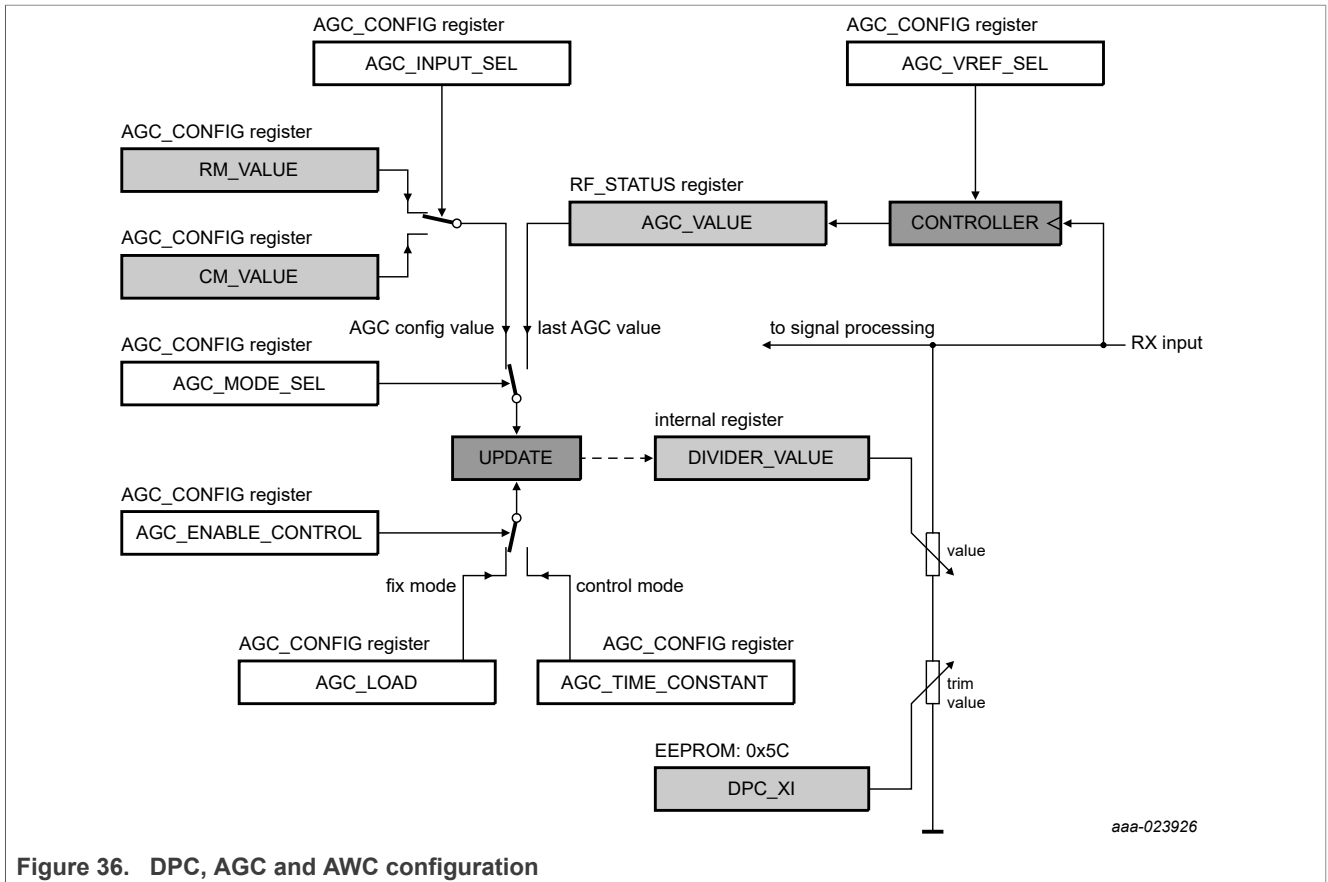 AGC_CONFIG register
AGC_INPUT_SEL
AGC_CONFIG register
AGC_VREF_SEL
AGC_CONFIG register
RM_VALUE
RF_STATUS register
AGC_VALUE
CONTROLLER
AGC_CONFIG register
CM_VALUE
AGC config value
last AGC value
to signal processing
RX input
AGC_CONFIG register
AGC_MODE_SEL
internal register
UPDATE
DIVIDER_VALUE
AGC_CONFIG register
AGC_ENABLE_CONTROL
value
fix mode
control mode
AGC_CONFIG register
AGC_LOAD
AGC_CONFIG register
AGC_TIME_CONSTANT
trim
value
EEPROM: 0x5C
DPC_XI
aaa-023926
Figure 36. DPC, AGC and AWC configuration